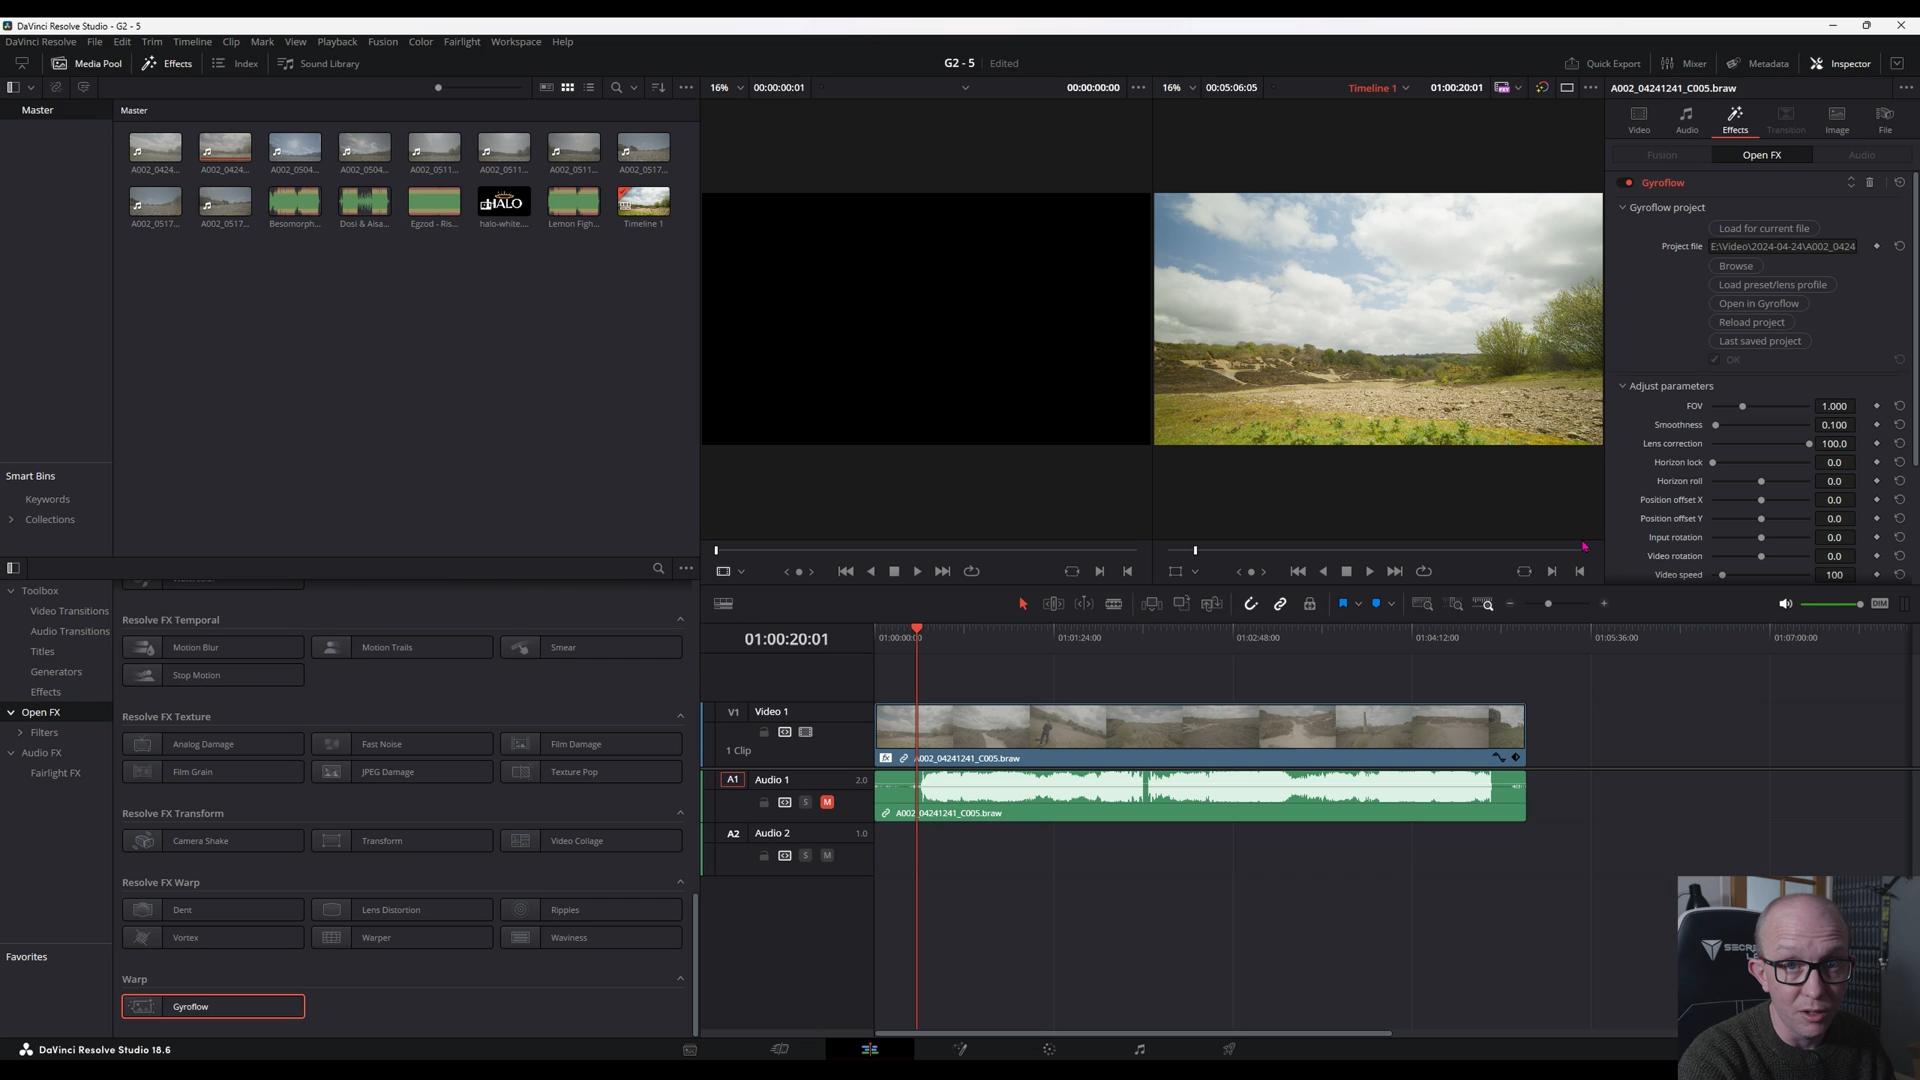 DaVinci Resolve Studio - G2 - 5
DaVinci Resolve File Edit Trim Timeline Clip Mark View Playback Fusion Color Fairlight Workspace Help
Media Pool Effects Index Sound Library G2 - 5 Edited Quick Export Mixer Metadata Inspector
16% 00:00:00:01 00:00:00:00 16% 00:05:06:05 Timeline 1 01:00:20:01 A002_04241241_C005.braw
Master Master
Video Audio Effects Transition Image File
Fusion Open FX Audio
A002_0424... A002_0424... A002_0504... A002_0504... A002_0511... A002_0511... A002_0511... A002_0517...
Gyroflow
HALO
A002_0517... A002_0517... Besomorph... Dosi & Aisa... Egzod - Ris... halo-white.... Lemon Figh... Timeline 1
Gyroflow project
Load for current file
Project file E:\Video\2024-04-24\A002_0424
Browse
Load preset/lens profile
Open in Gyroflow
Reload project
Last saved project
OK
Adjust parameters
FOV 1.000
Smoothness 0.100
Lens correction 100.0
Horizon lock 0.0
Horizon roll 0.0
Position offset X 0.0
Position offset Y 0.0
Input rotation 0.0
Video rotation 0.0
Video speed 100
Smart Bins
Keywords
Collections
Toolbox
Video Transitions
Audio Transitions
Titles
Generators
Effects
Open FX
Filters
Audio FX
Fairlight FX
Favorites
Resolve FX Temporal
Motion Blur Motion Trails Smear
Stop Motion
Resolve FX Texture
Analog Damage Fast Noise Film Damage
Film Grain JPEG Damage Texture Pop
Resolve FX Transform
Camera Shake Transform Video Collage
Resolve FX Warp
Dent Lens Distortion Ripples
Vortex Warper Waviness
Warp
Gyroflow
DIM
01:00:20:01 01:00:00:00 01:01:24:00 01:02:48:00 01:04:12:00 01:05:36:00 01:07:00:00
V1 Video 1
1 Clip
A002_04241241_C005.braw
A1 Audio 1 2.0
S M
A002_04241241_C005.braw
A2 Audio 2 1.0
S M
DaVinci Resolve Studio 18.6